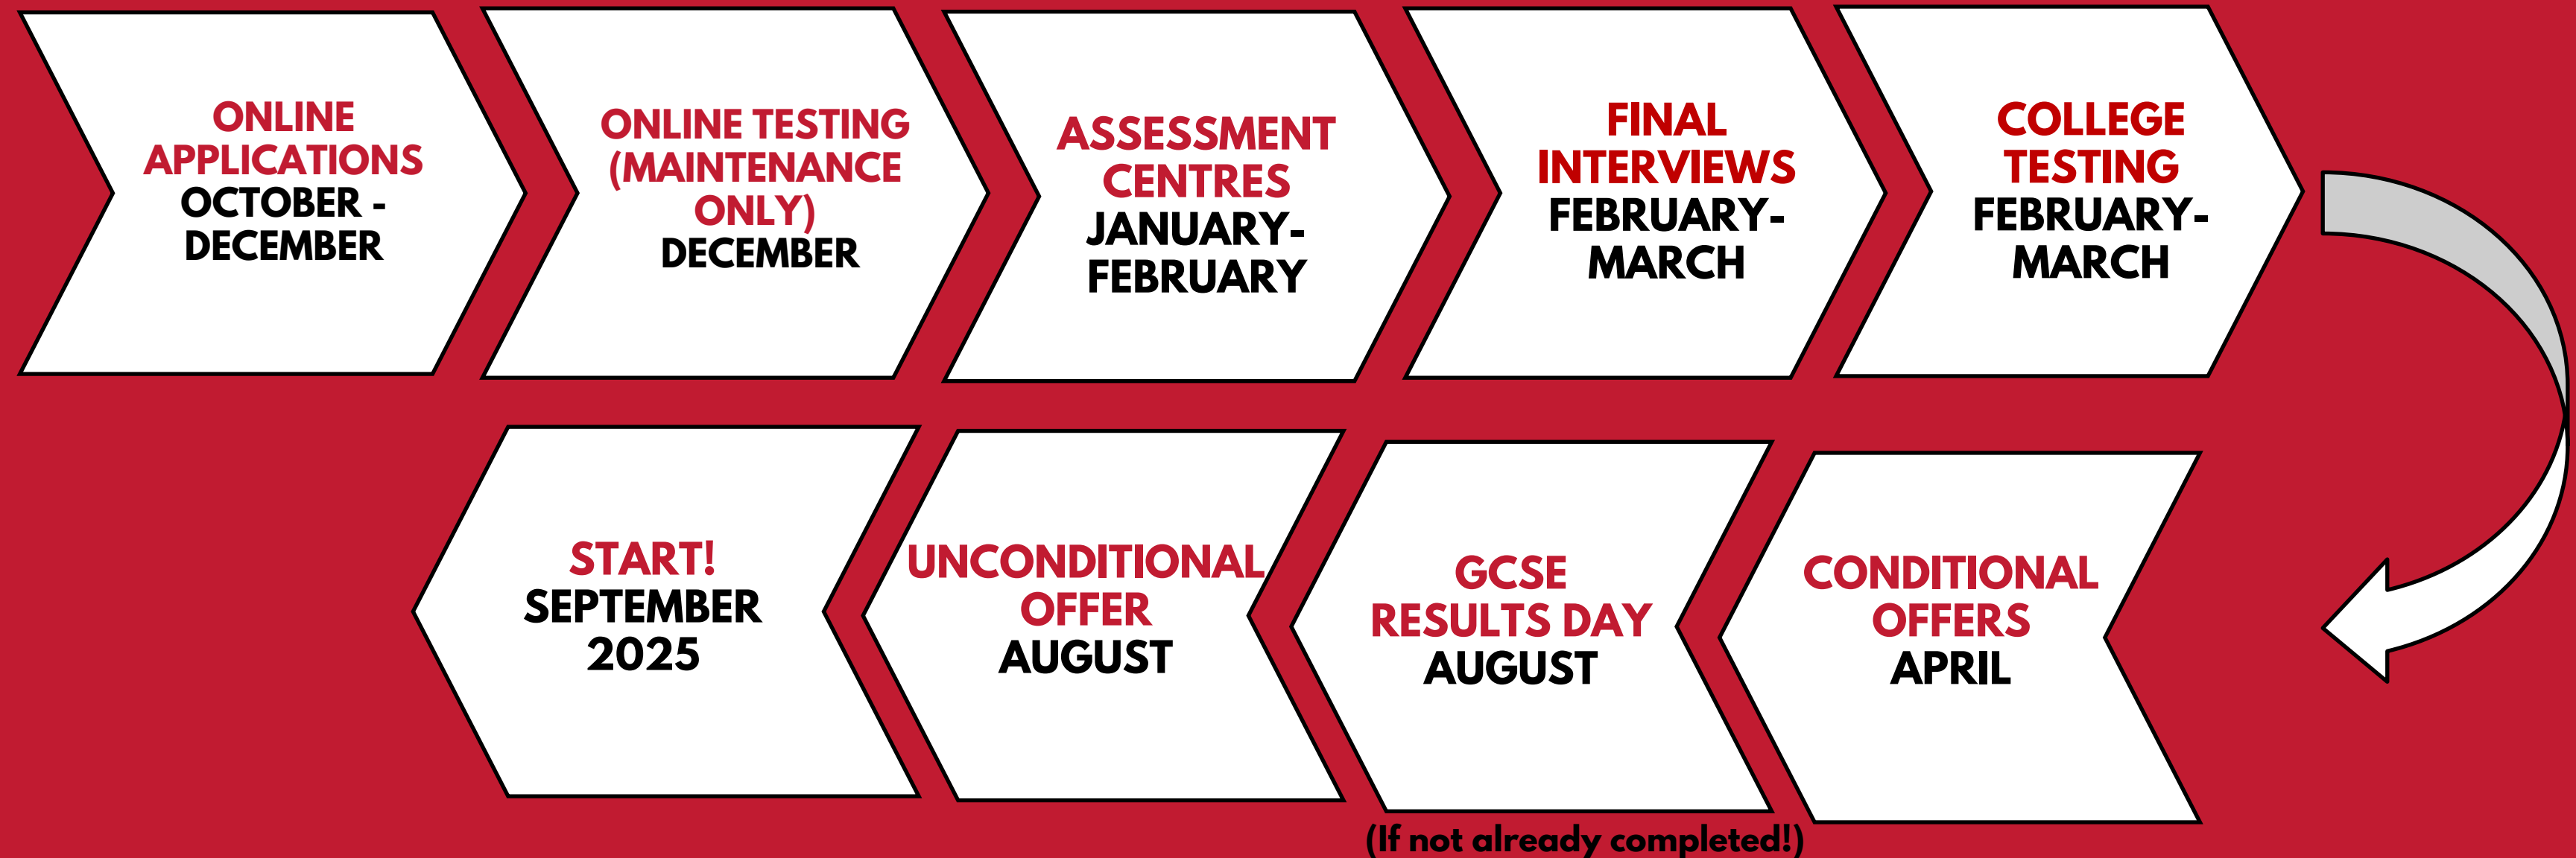 ONLINE
APPLICATIONS
OCTOBER -
DECEMBER
ONLINE TESTING
(MAINTENANCE
ONLY)
DECEMBER
ASSESSMENT
CENTRES
JANUARY-
FEBRUARY
FINAL
INTERVIEWS
FEBRUARY-
MARCH
COLLEGE
TESTING
FEBRUARY-
MARCH
CONDITIONAL
OFFERS
APRIL
GCSE
RESULTS DAY
AUGUST
(If not already completed!)
UNCONDITIONAL
OFFER
AUGUST
START!
SEPTEMBER
2025